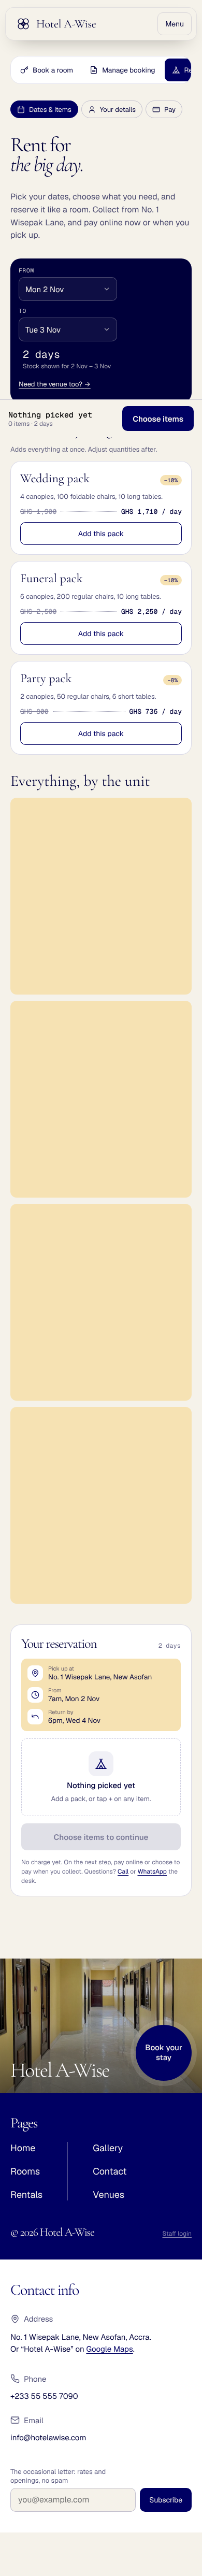 Hotel A-Wise
Menu
Book a room
Manage booking
Dates & items
Your details
Pay
Rent for
the big day.
Pick your dates, choose what you need, and
reserve it like a room. Collect from No. 1
Wisepak Lane, and pay online now or when you
pick up.
FROM
Mon 2 Nov
TO
Tue 3 Nov
2 days
Stock shown for 2 Nov – 3 Nov
Need the venue too? →
Nothing picked yet
0 items · 2 days
Choose items
Adds everything at once. Adjust quantities after.
Wedding pack
-10%
4 canopies, 100 foldable chairs, 10 long tables.
GHS 1,900
GHS 1,710 / day
Add this pack
Funeral pack
-10%
6 canopies, 200 regular chairs, 10 long tables.
GHS 2,500
GHS 2,250 / day
Add this pack
Party pack
-8%
2 canopies, 50 regular chairs, 6 short tables.
GHS 800
GHS 736 / day
Add this pack
Everything, by the unit
Your reservation
2 days
Pick up at
No. 1 Wisepak Lane, New Asofan
From
7am, Mon 2 Nov
Return by
6pm, Wed 4 Nov
Nothing picked yet
Add a pack, or tap + on any item.
Choose items to continue
No charge yet. On the next step, pay online or choose to
pay when you collect. Questions? Call or WhatsApp the
desk.
Hotel A-Wise
Book your
stay
Pages
Home
Gallery
Rooms
Contact
Rentals
Venues
© 2026 Hotel A-Wise
Staff login
Contact info
Address
No. 1 Wisepak Lane, New Asofan, Accra.
Or “Hotel A-Wise” on Google Maps.
Phone
+233 55 555 7090
Email
info@hotelawise.com
The occasional letter: rates and
openings, no spam
you@example.com
Subscribe